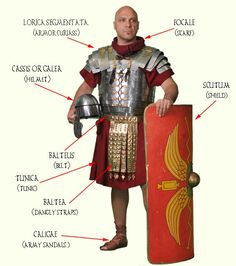 LORICA SEGMENTATA
(ARMOR CUIRASS)
FOCALE
(SCARF)
CASSIS OR GALEA
(HELMET)
SCUTUM
(SHIELD)
BALTEUS
(BELT)
TUNICA
(TUNIC)
BALTEA
(DANGLY STRAPS)
CALIGAE
(ARMY SANDALS)